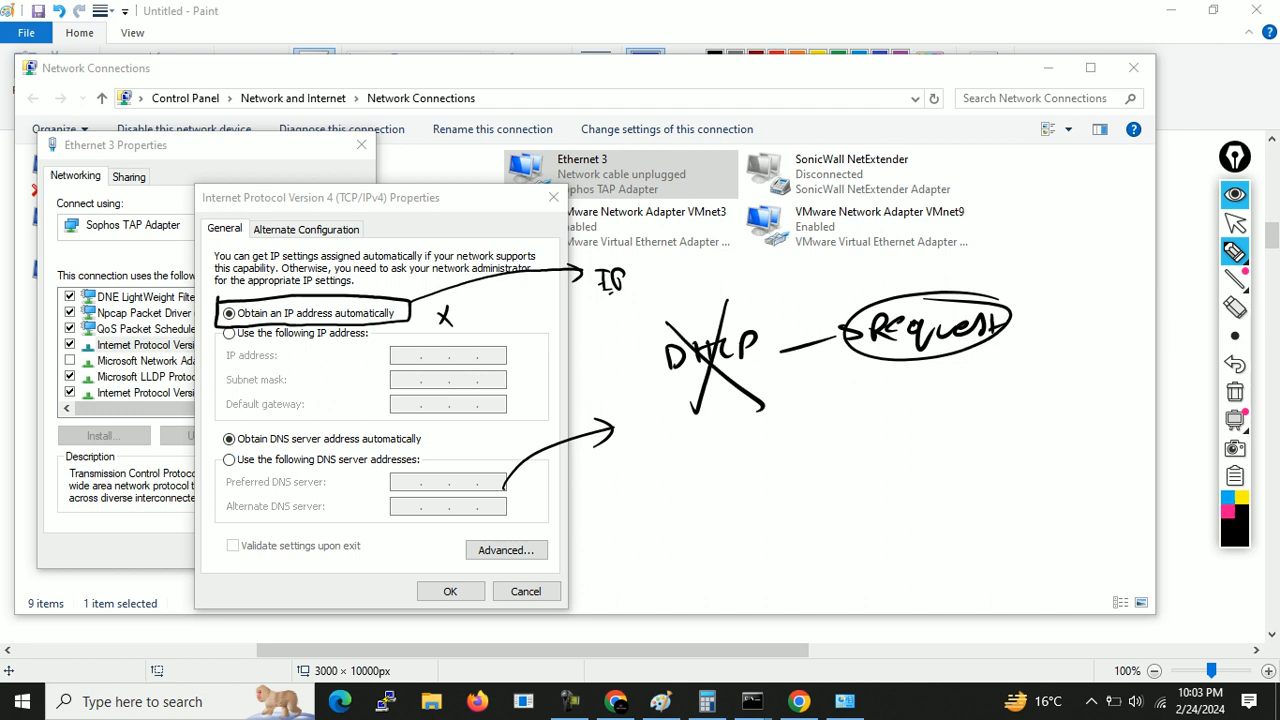 Untitled - Paint
File
Home
View
Network Connections
Control Panel
Network and Internet
Network Connections
Search Network Connections
Organize
Disable this network device
Diagnose this connection
Rename this connection
Change settings of this connection
Ethernet 3 Properties
Networking
Sharing
Connect using:
Sophos TAP Adapter
This connection uses the follow
DNE LightWeight Filte
Npcap Packet Driver
QoS Packet Schedule
Internet Protocol Versi
Microsoft Network Ad
Microsoft LLDP Proto
Internet Protocol Versi
Install...
U
Description
Transmission Control Protoc
wide area network protocol t
across diverse interconnecte
Internet Protocol Version 4 (TCP/IPv4) Properties
General
Alternate Configuration
You can get IP settings assigned automatically if your network supports
this capability. Otherwise, you need to ask your network administrator
for the appropriate IP settings.
Obtain an IP address automatically
Use the following IP address:
IP address:
Subnet mask:
Default gateway:
Obtain DNS server address automatically
Use the following DNS server addresses:
Preferred DNS server:
Alternate DNS server:
Validate settings upon exit
Advanced...
OK
Cancel
Ethernet 3
Network cable unplugged
phos TAP Adapter
SonicWall NetExtender
Disconnected
SonicWall NetExtender Adapter
Mware Network Adapter VMnet3
Enabled
Mware Virtual Ethernet Adapter ...
VMware Network Adapter VMnet9
Enabled
VMware Virtual Ethernet Adapter ...
IP
X
DHCP
Request
9 items
1 item selected
3000 × 10000px
100%
Type here to search
16°C
10:03 PM
2/24/2024